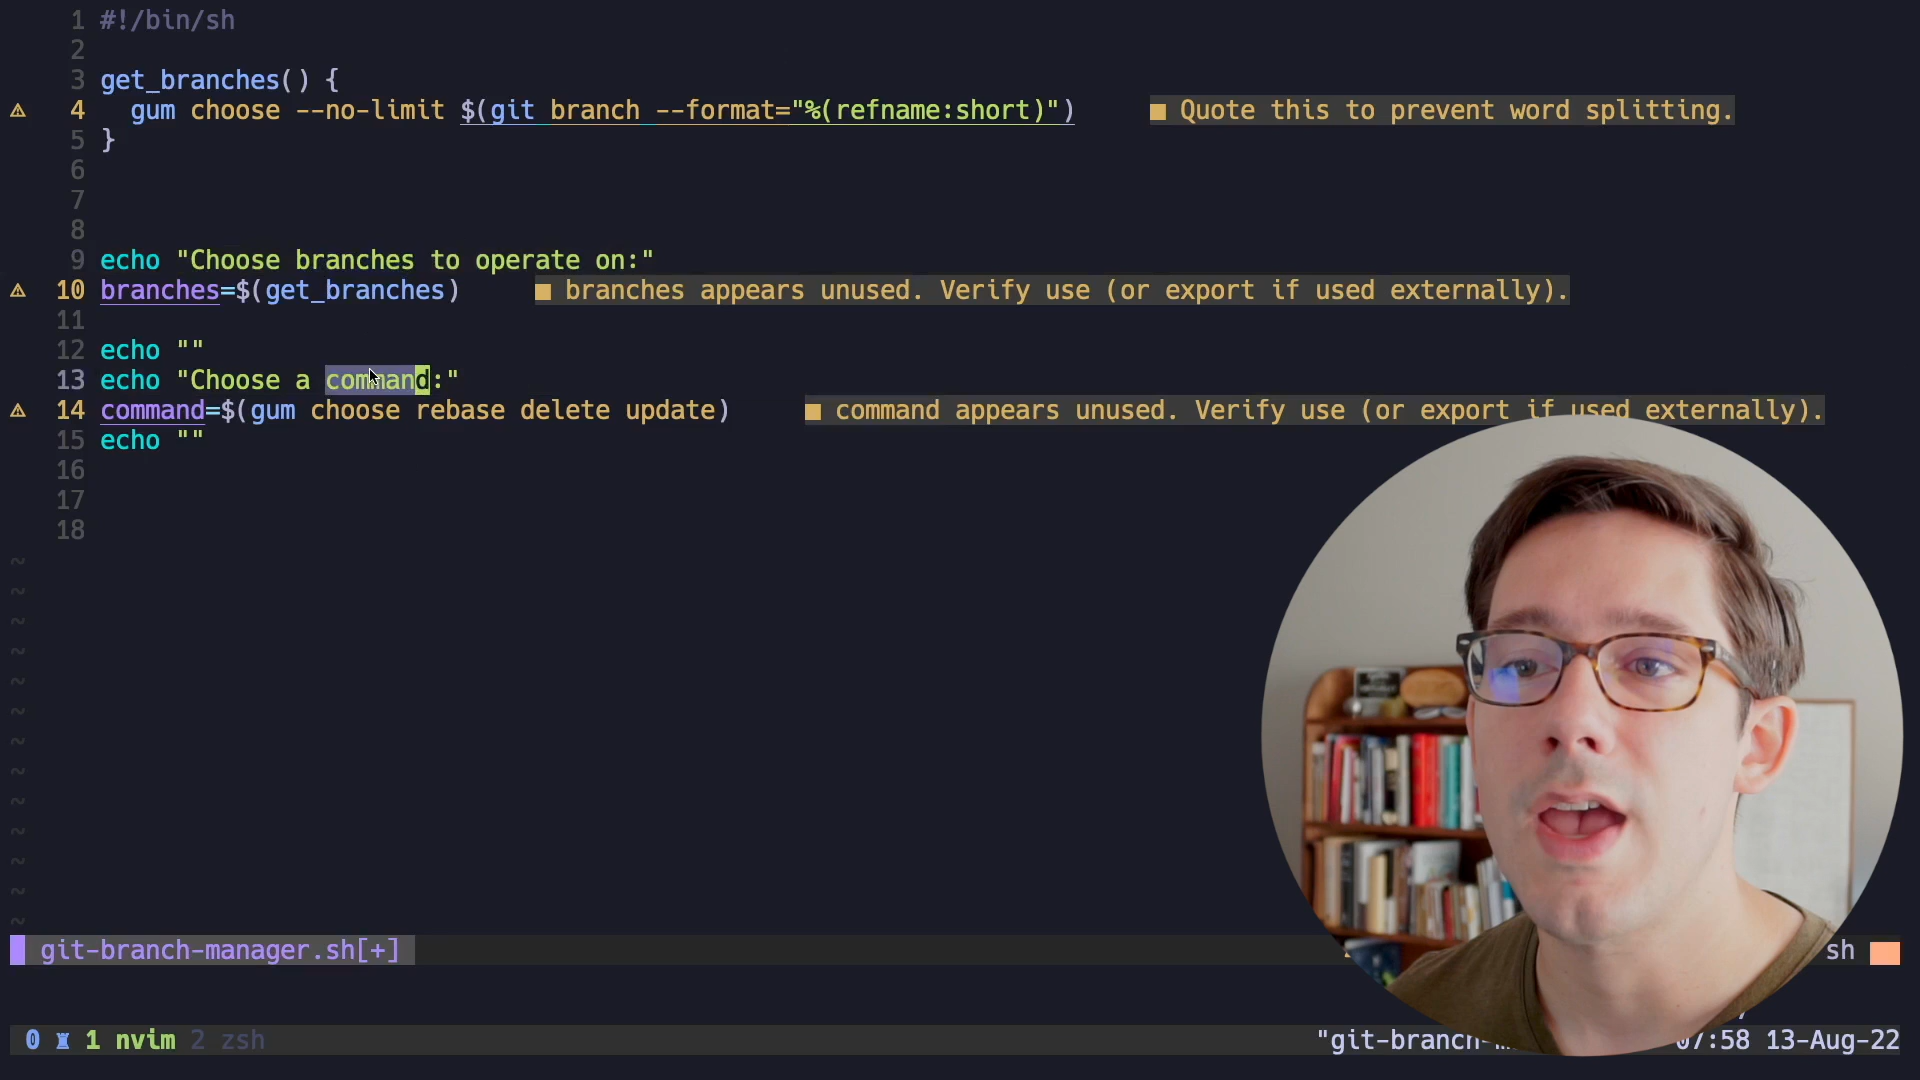 1 #!/bin/sh
2
3 get_branches() {
⚠ 4   gum choose --no-limit $(git branch --format="%(refname:short)")     ■ Quote this to prevent word splitting.
5 }
6
7
8
9 echo "Choose branches to operate on:"
⚠ 10 branches=$(get_branches)     ■ branches appears unused. Verify use (or export if used externally).
11
12 echo ""
13 echo "Choose a command:"
⚠ 14 command=$(gum choose rebase delete update)     ■ command appears unused. Verify use (or export if used externally).
15 echo ""
16
17
18
~
~
~
~
~
~
~
~
~
~
~
~
~
git-branch-manager.sh[+] sh
0 ♜ 1 nvim 2 zsh "git-branch-m 07:58 13-Aug-22